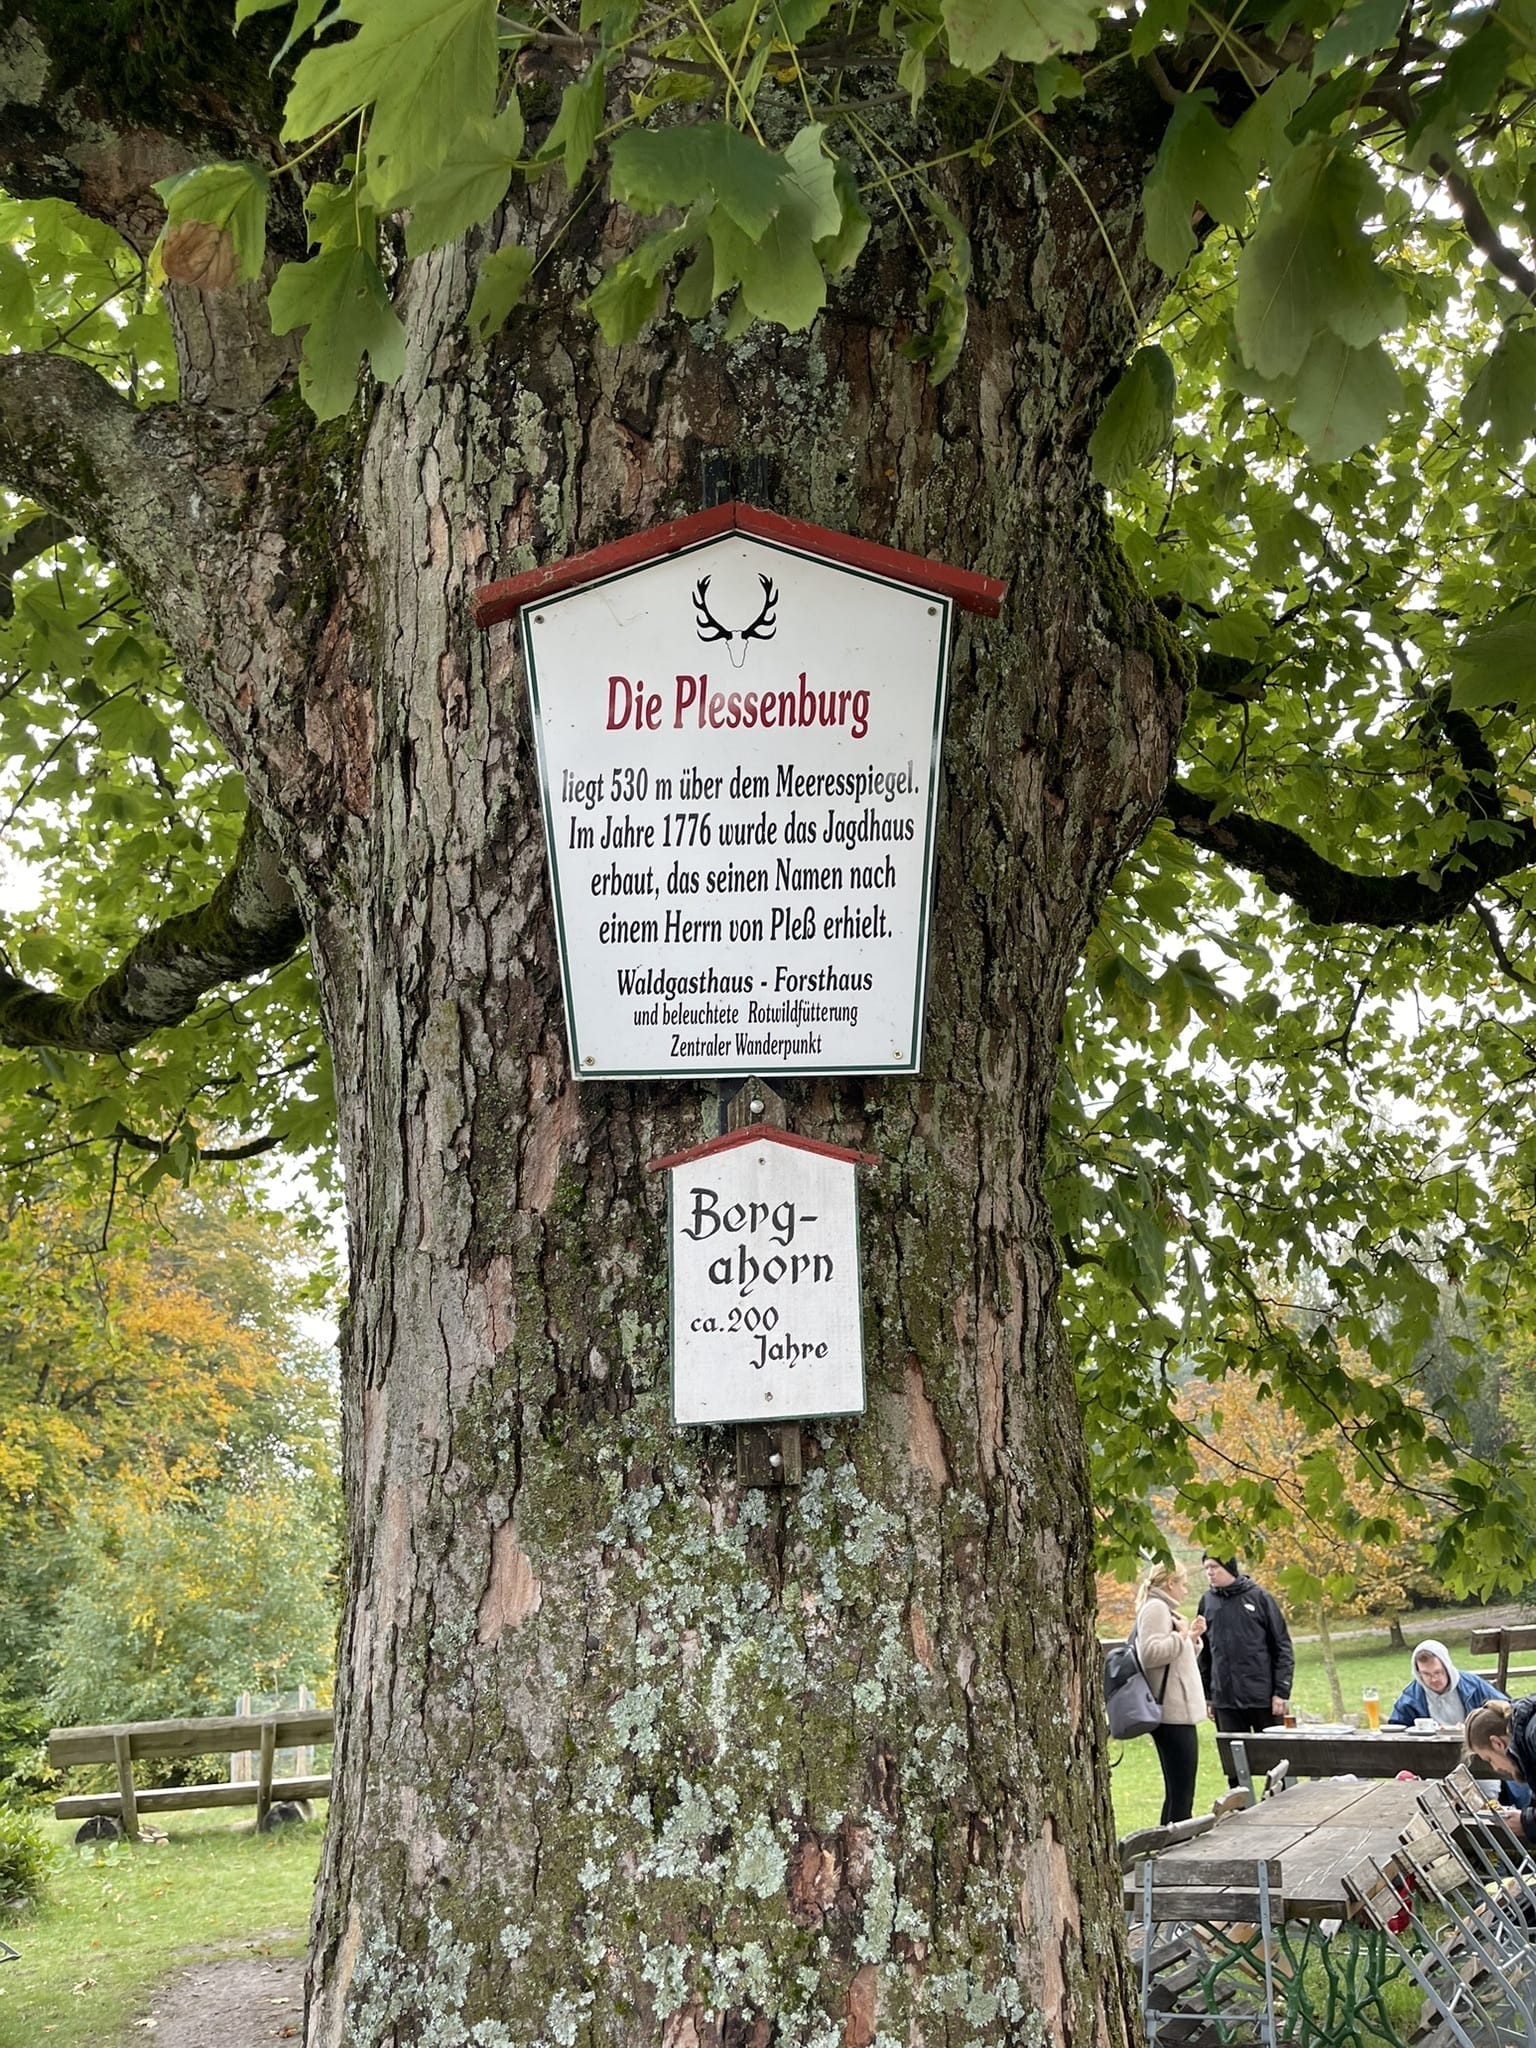 Die Plessenburg
liegt 530 m über dem Meeresspiegel.
Im Jahre 1776 wurde das Jagdhaus
erbaut, das seinen Namen nach
einem Herrn von Pleß erhielt.
Waldgasthaus - Forsthaus
und beleuchtete Rotwildfütterung
Zentraler Wanderpunkt
Berg-
ahorn
ca. 200
Jahre